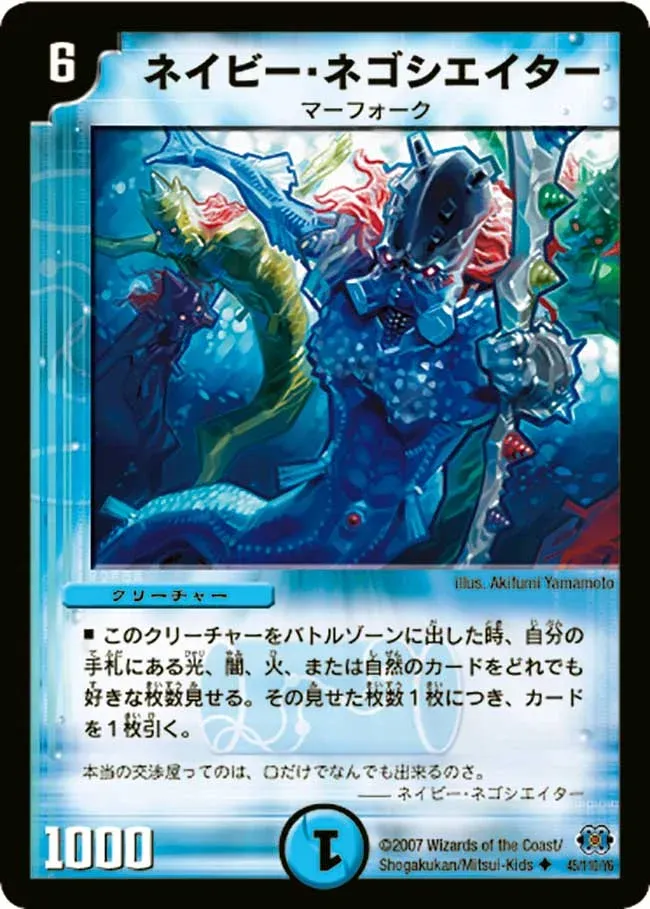 6
ネイビー・ネゴシエイター
マーフォーク
illus. Akifumi Yamamoto
クリーチャー
■ このクリーチャーをバトルゾーンに出した時、自分の
手札にある光、闇、火、または自然のカードをどれでも
好きな枚数見せる。その見せた枚数1枚につき、カード
を1枚引く。
本当の交渉屋ってのは、口だけでなんでも出来るのさ。
—— ネイビー・ネゴシエイター
1000
©2007 Wizards of the Coast/
Shogakukan/Mitsui-Kids
45/110